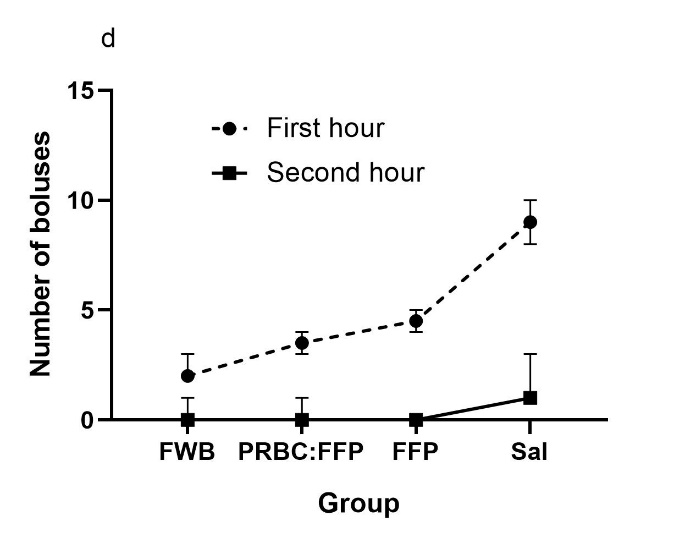 d
15
10
5
0
Number of boluses
First hour
Second hour
FWB PRBC:FFP FFP Sal
Group